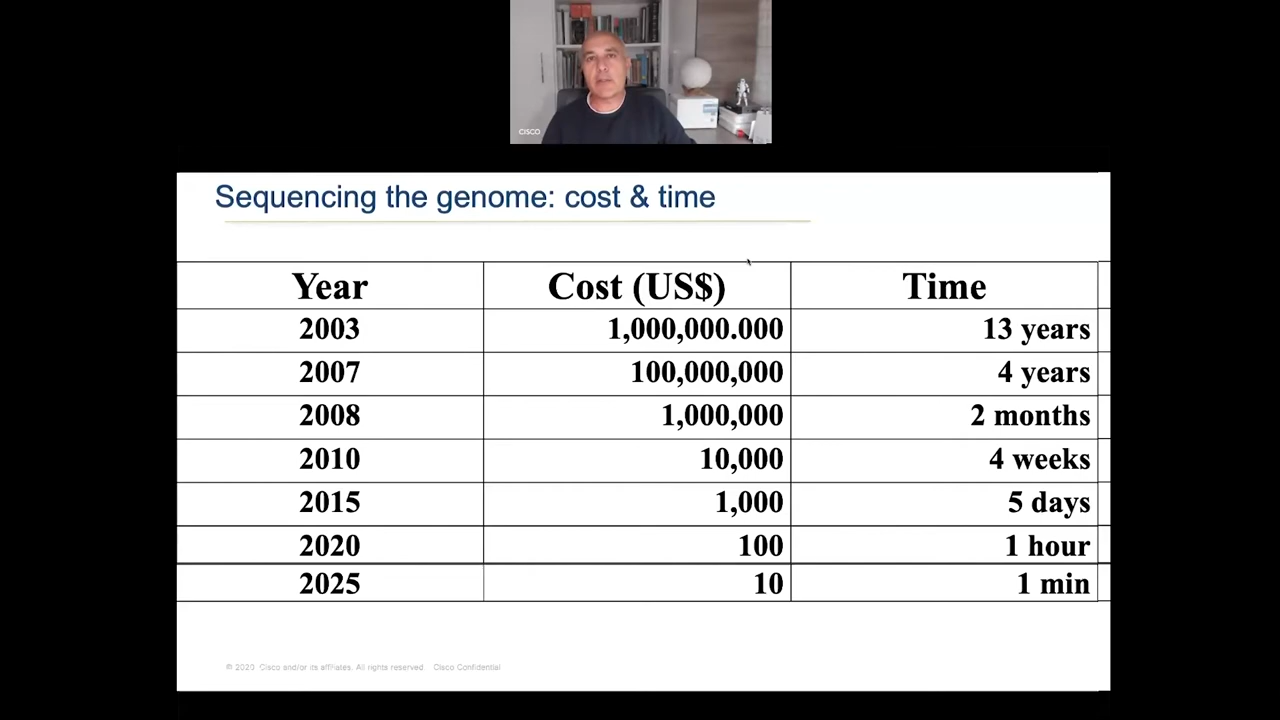 CISCO
Sequencing the genome: cost & time
Year Cost (US$) Time
2003 1,000,000.000 13 years
2007 100,000,000 4 years
2008 1,000,000 2 months
2010 10,000 4 weeks
2015 1,000 5 days
2020 100 1 hour
2025 10 1 min
© 2020 Cisco and/or its affiliates. All rights reserved. Cisco Confidential